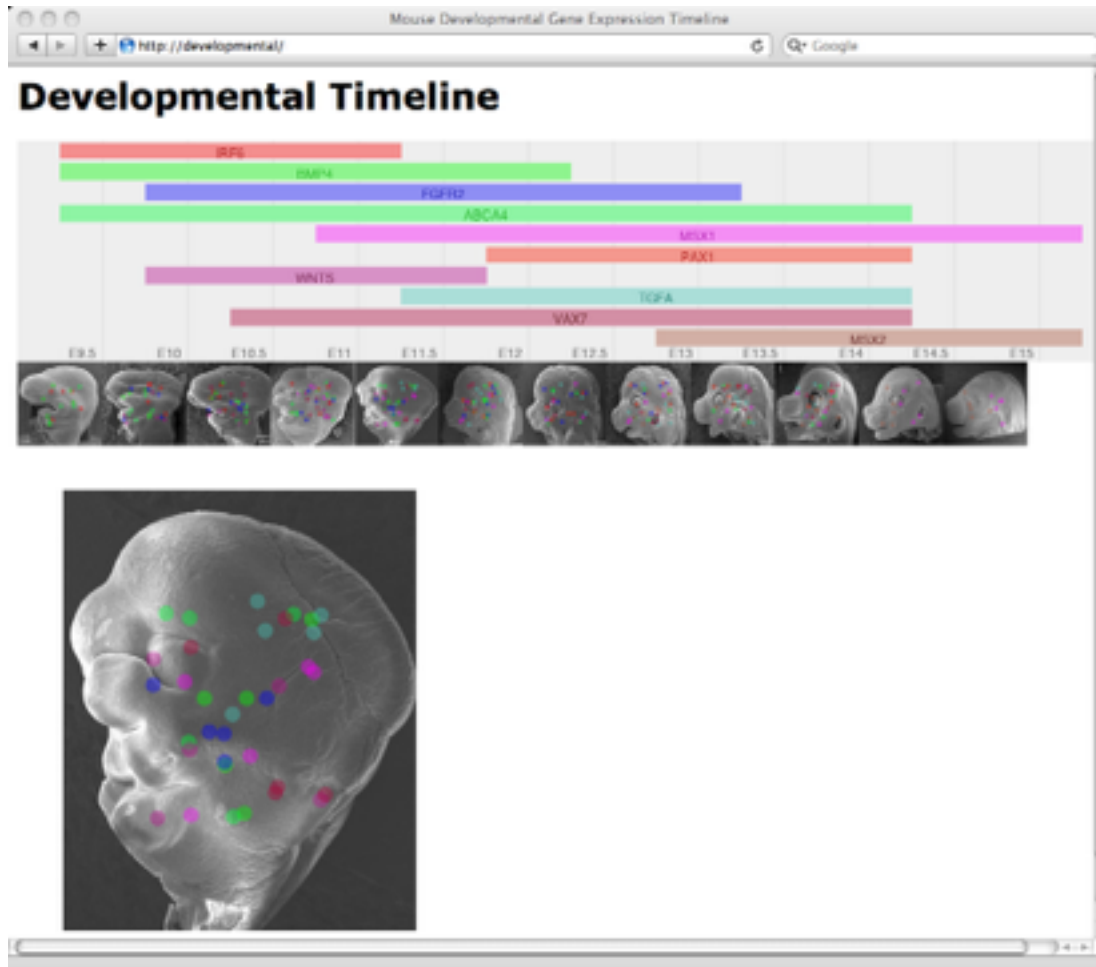 Mouse Developmental Gene Expression Timeline
http://developmental/
Google
Developmental Timeline
IRF6
BMP4
FGFR2
ABCA4
MSX1
PAX1
WNT5
TGFA
VAX7
MSX2
E9.5 E10 E10.5 E11 E11.5 E12 E12.5 E13 E13.5 E14 E14.5 E15